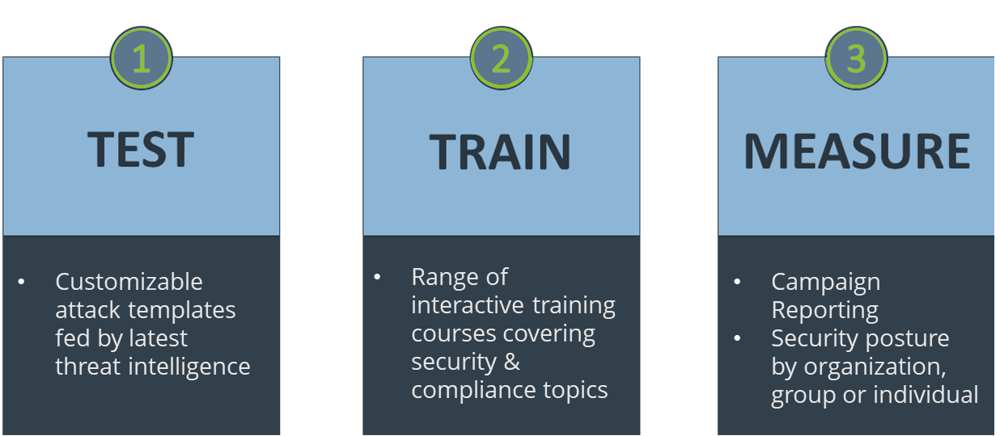 1
TEST
• Customizable
attack templates
fed by latest
threat intelligence
2
TRAIN
• Range of
interactive training
courses covering
security &
compliance topics
3
MEASURE
• Campaign
Reporting
• Security posture
by organization,
group or individual